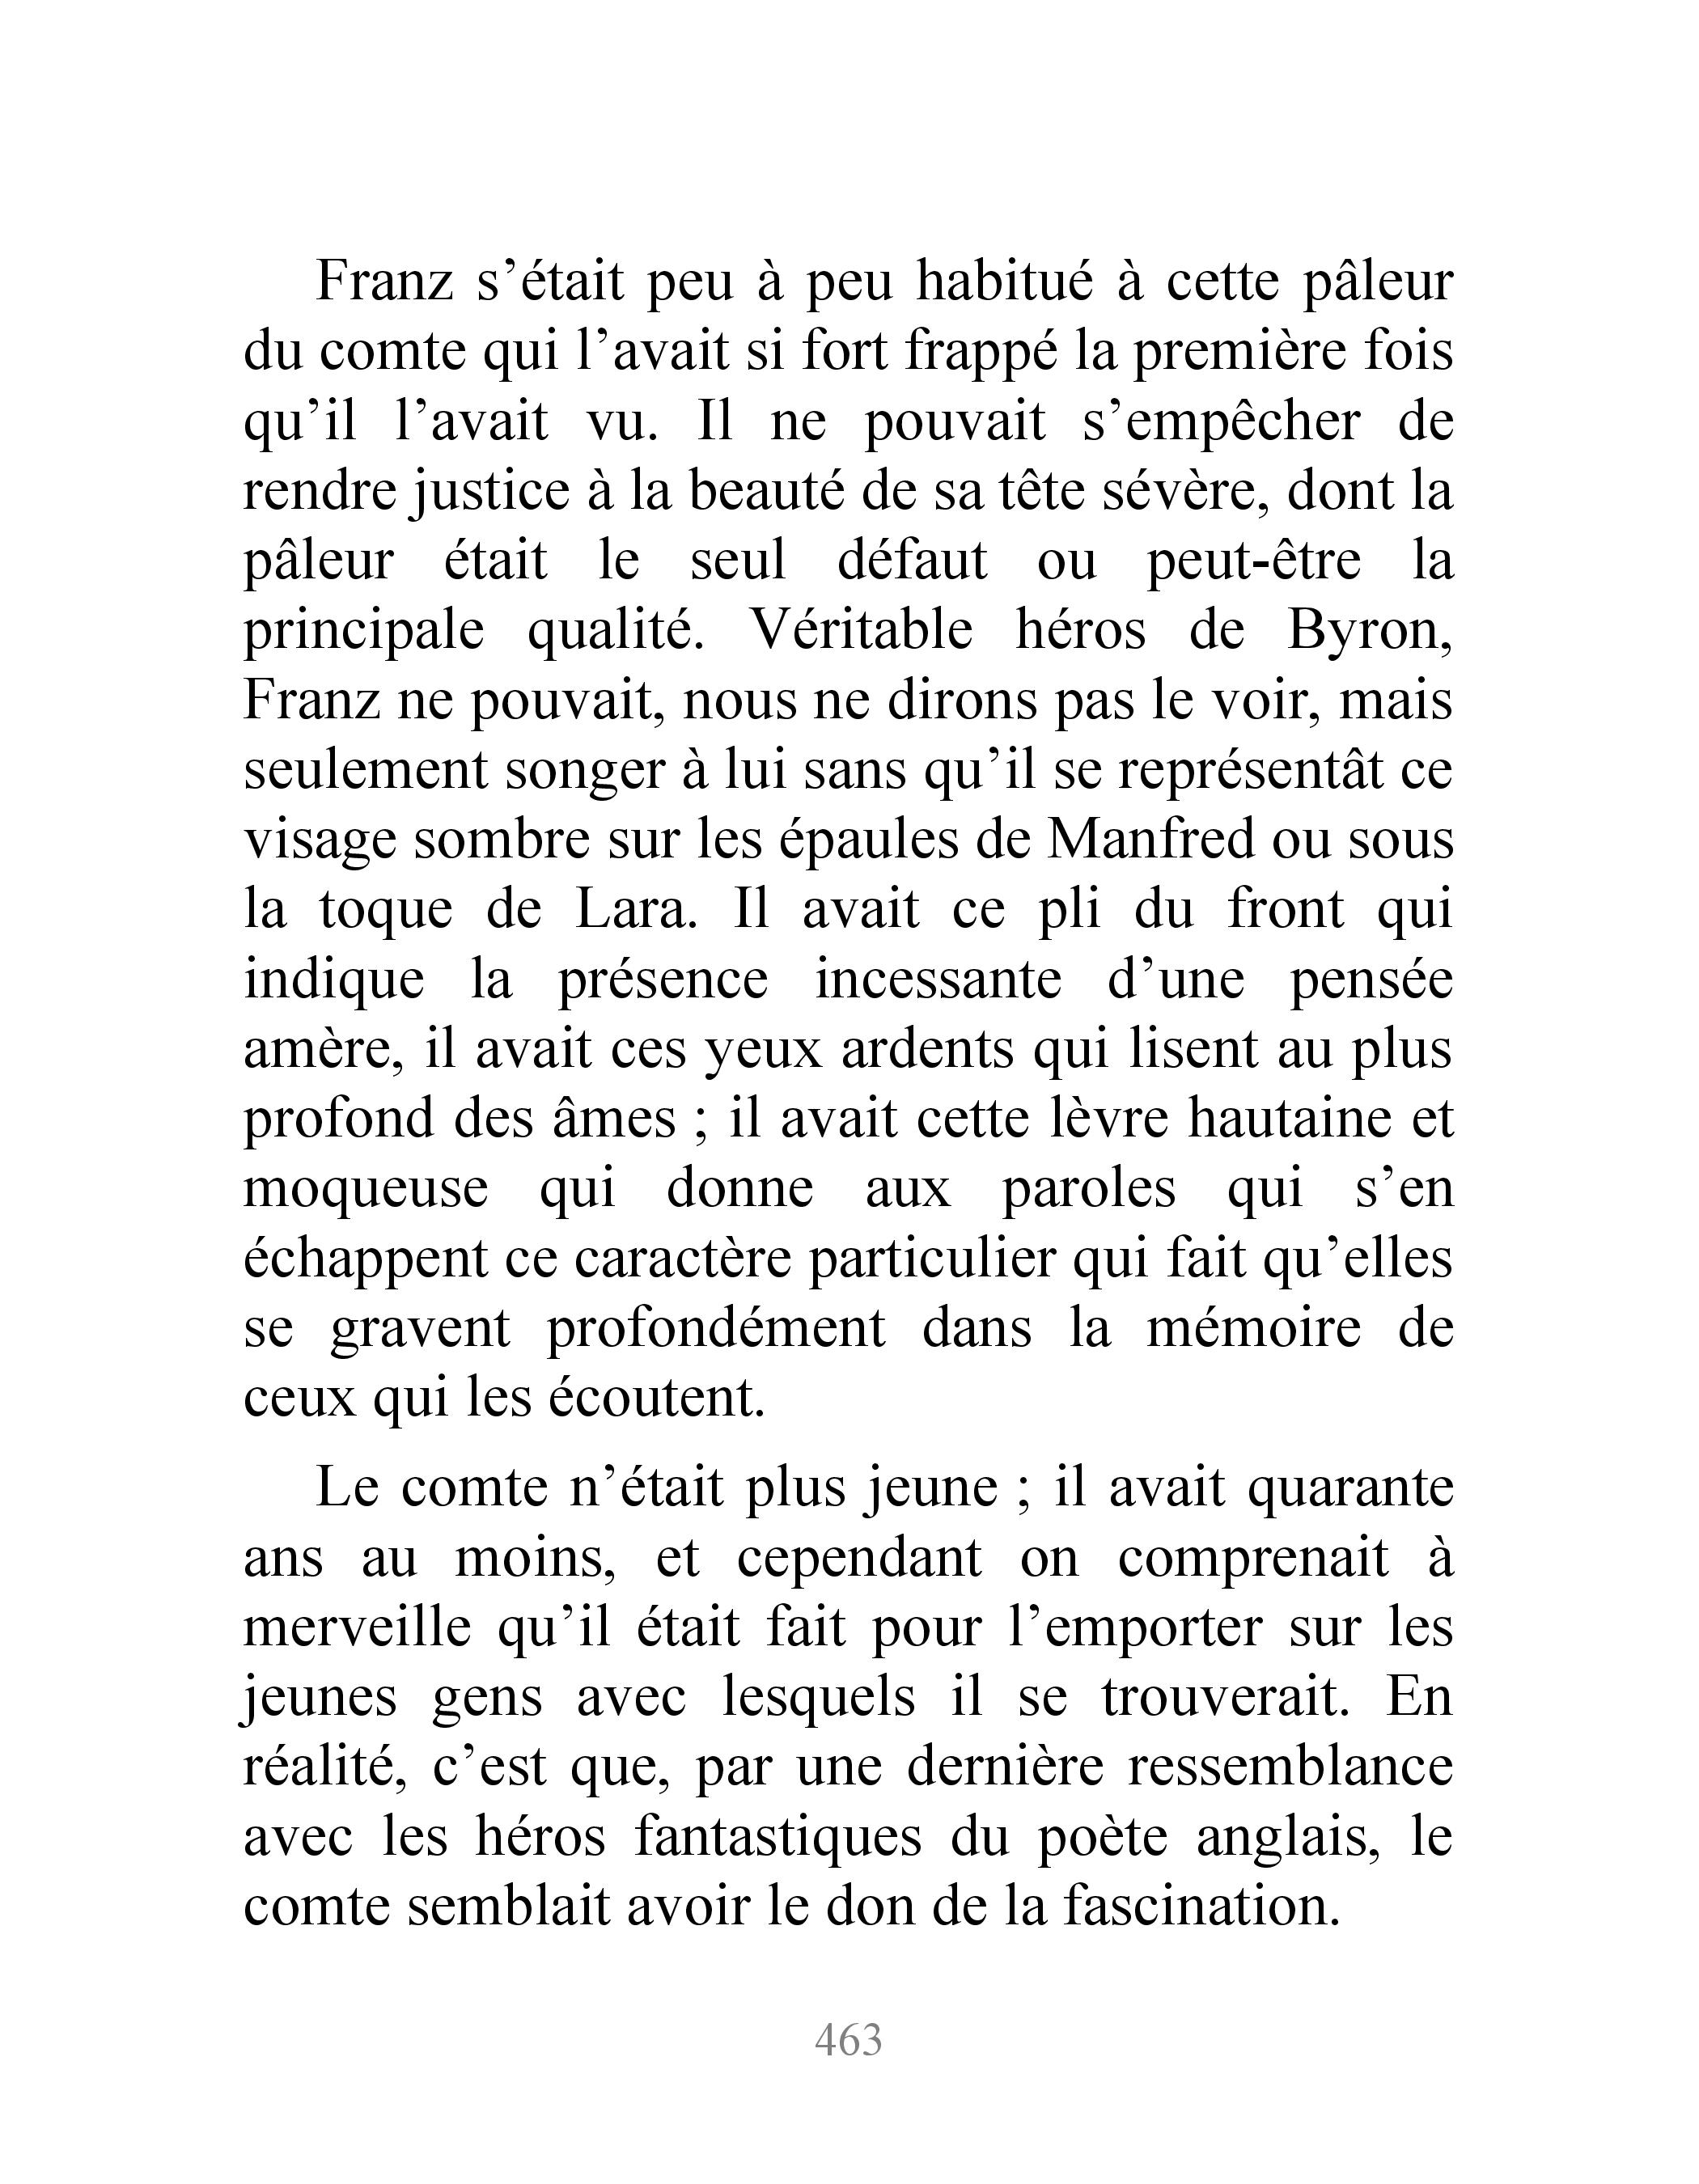 Franz s’était peu à peu habitué à cette pâleur
du comte qui l’avait si fort frappé la première fois
qu’il l’avait vu. Il ne pouvait s’empêcher de
rendre justice à la beauté de sa tête sévère, dont la
pâleur était le seul défaut ou peut-être la
principale qualité. Véritable héros de Byron,
Franz ne pouvait, nous ne dirons pas le voir, mais
seulement songer à lui sans qu’il se représentât ce
visage sombre sur les épaules de Manfred ou sous
la toque de Lara. Il avait ce pli du front qui
indique la présence incessante d’une pensée
amère, il avait ces yeux ardents qui lisent au plus
profond des âmes ; il avait cette lèvre hautaine et
moqueuse qui donne aux paroles qui s’en
échappent ce caractère particulier qui fait qu’elles
se gravent profondément dans la mémoire de
ceux qui les écoutent.
Le comte n’était plus jeune ; il avait quarante
ans au moins, et cependant on comprenait à
merveille qu’il était fait pour l’emporter sur les
jeunes gens avec lesquels il se trouverait. En
réalité, c’est que, par une dernière ressemblance
avec les héros fantastiques du poète anglais, le
comte semblait avoir le don de la fascination.
463